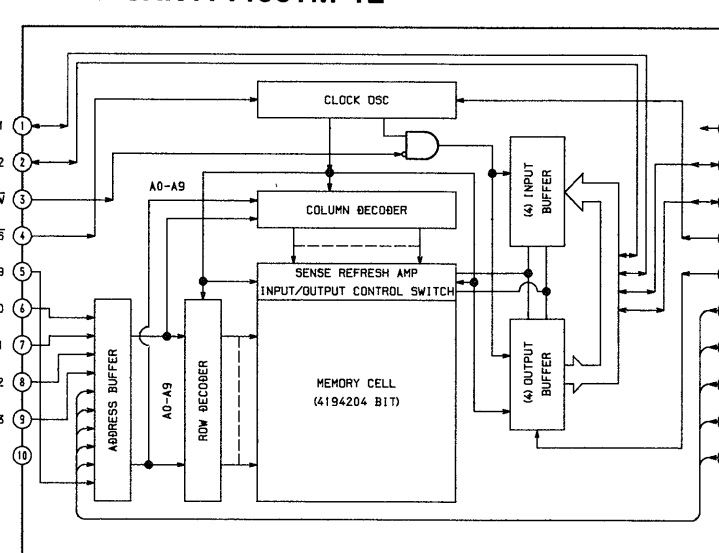 CLOCK OSC
1
2
3
A0-A9
COLUMN DECODER
(4) INPUT
BUFFER
4
5
SENSE REFRESH AMP
INPUT/OUTPUT CONTROL SWITCH
6
7
8
9
10
ADDRESS BUFFER
A0-A9
ROW DECODER
MEMORY CELL
(4194204 BIT)
(4) OUTPUT
BUFFER